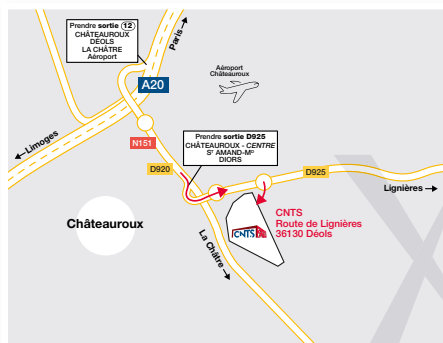 Prendre sortie 12
CHÂTEAUROUX
DÉOLS
LA CHÂTRE
Aéroport
Paris
A20
Aéroport
Châteauroux
Limoges
N151
Prendre sortie D925
CHÂTEAUROUX - CENTRE
ST AMAND-MD
DIORS
D920
D925
Lignières
Châteauroux
La Châtre
CNTS
CNTS
Route de Lignières
36130 Déols